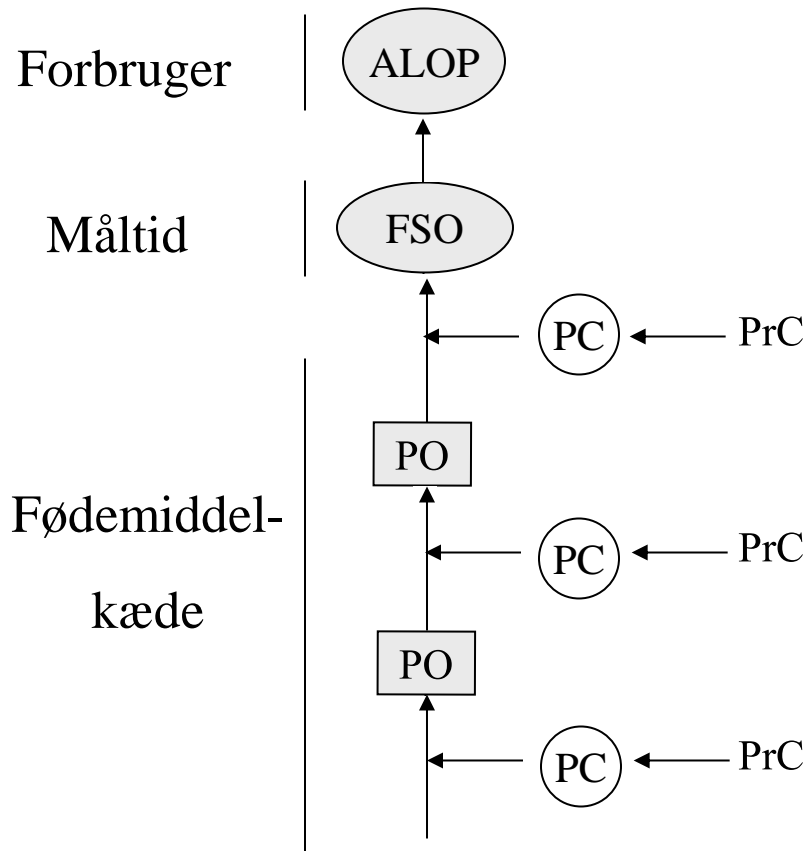 Forbruger
ALOP
Måltid
FSO
PC
PrC
PO
Fødemiddel-
kæde
PC
PrC
PO
PC
PrC